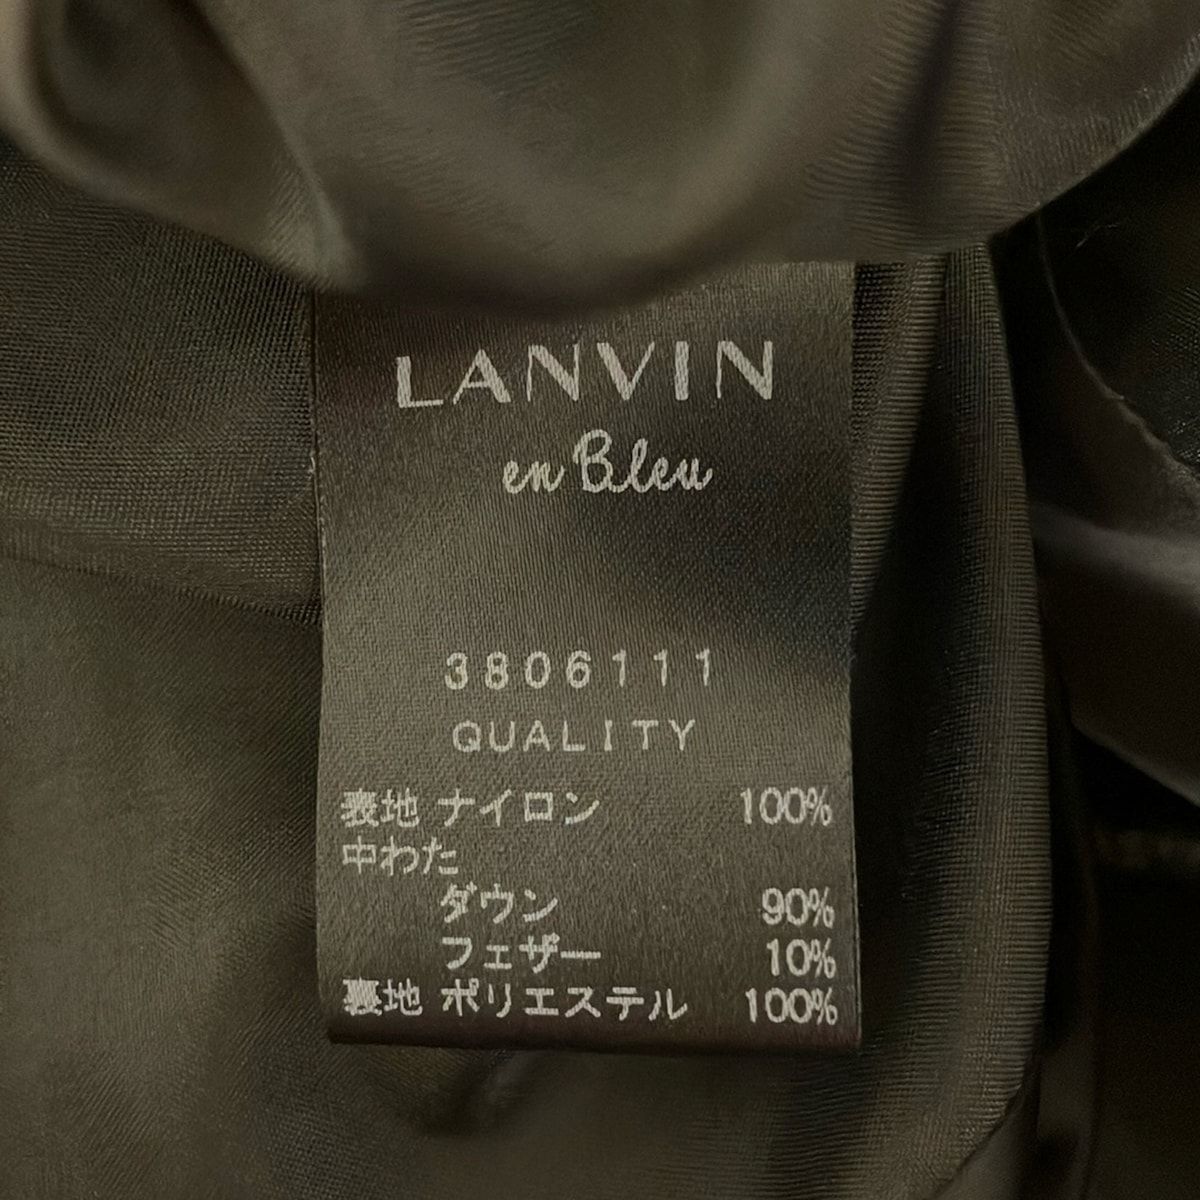 LANVIN
en Bleu
3806111
QUALITY
表地 ナイロン 100%
中わた
ダウン 90%
フェザー 10%
裏地 ポリエステル 100%